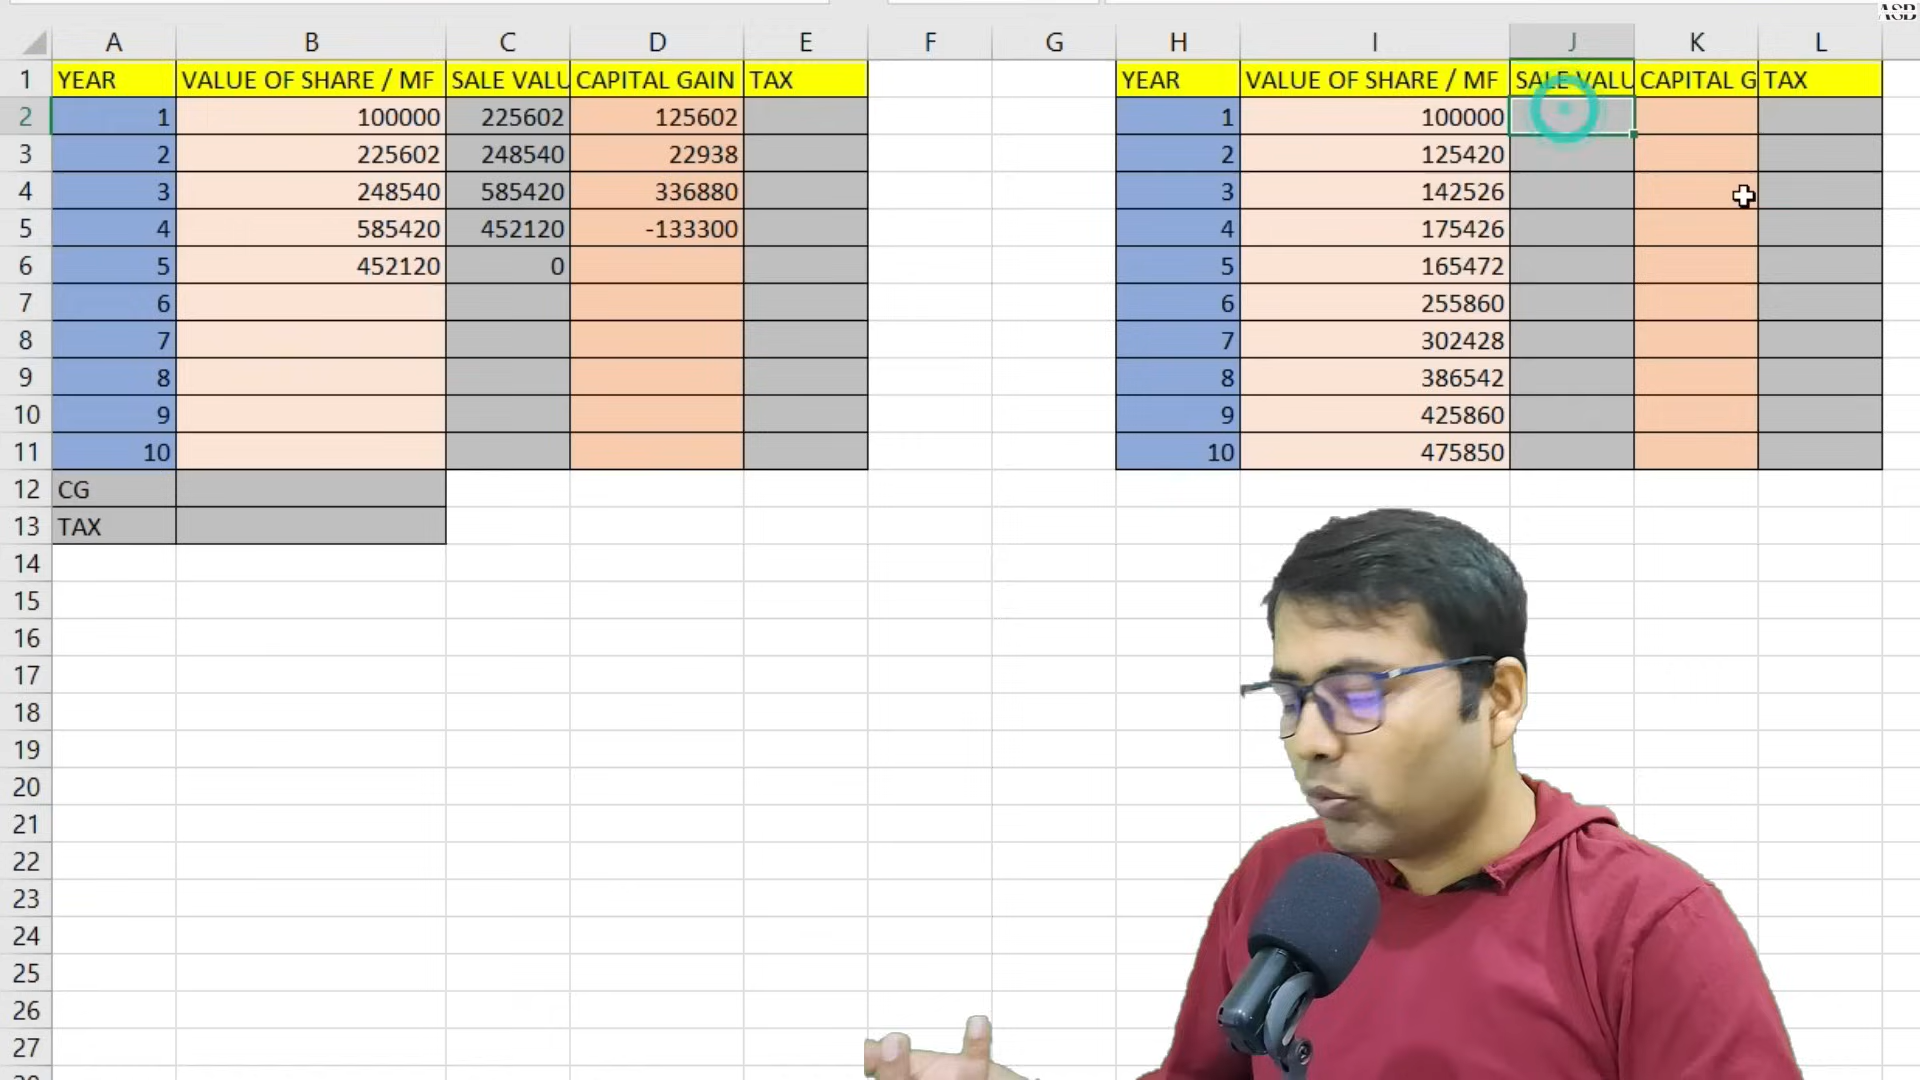 ASB
A B C D E F G H I J K L
1 YEAR VALUE OF SHARE / MF SALE VALU CAPITAL GAIN TAX YEAR VALUE OF SHARE / MF SALE VALU CAPITAL G TAX
2 1 100000 225602 125602 1 100000
3 2 225602 248540 22938 2 125420
4 3 248540 585420 336880 3 142526
5 4 585420 452120 -133300 4 175426
6 5 452120 0 5 165472
7 6 6 255860
8 7 7 302428
9 8 8 386542
10 9 9 425860
11 10 10 475850
12 CG
13 TAX
14
15
16
17
18
19
20
21
22
23
24
25
26
27